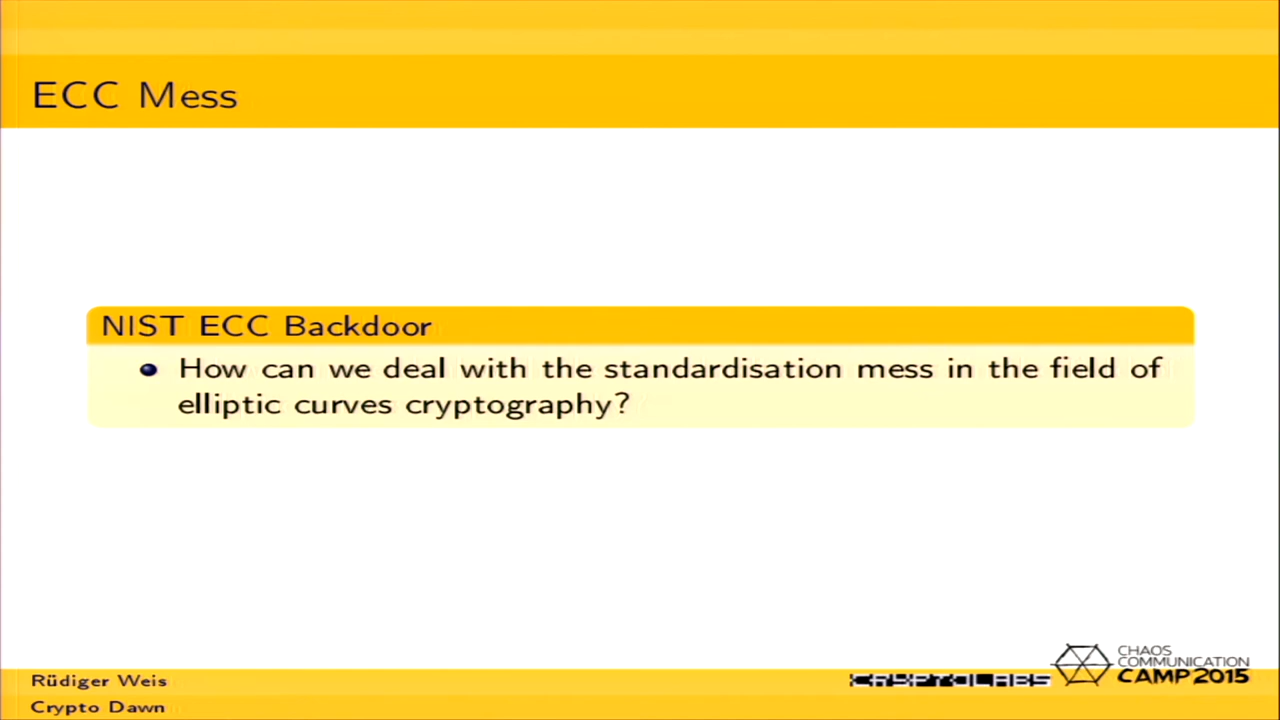 ECC Mess
NIST ECC Backdoor
How can we deal with the standardisation mess in the field of
elliptic curves cryptography?
Rüdiger Weis
Crypto Dawn
CRYPTOLABS
CHAOS
COMMUNICATION
CAMP 2015